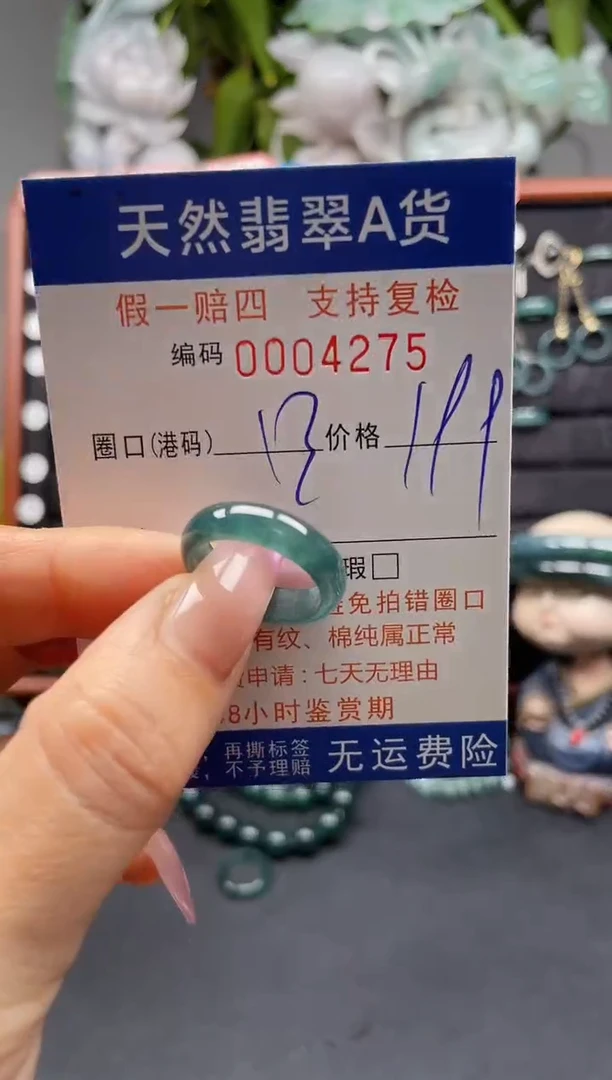 天然翡翠A货
假一赔四 支持复检
编码 0004275
圈口(港码) 13 价格 111
瑕□
免拍错圈口
有纹、棉纯属正常
申请:七天无理由
8小时鉴赏期
再撕标签
不予理赔
无运费险